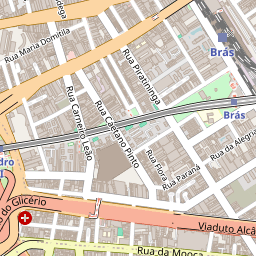 dega
Rua Maria Domitila
Rua Piratininga
Brás
Rua Carneiro Leão
Rua Caetano Pinto
Brás
Rua da Alegria
dro
I
Rua Flora
Rua Paraná
do Glicério
Viaduto Alcâ
Rua da Mooca